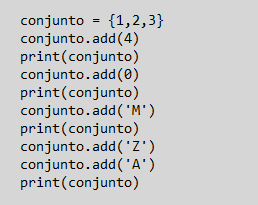 conjunto = {1,2,3}
conjunto.add(4)
print(conjunto)
conjunto.add(0)
print(conjunto)
conjunto.add('M')
print(conjunto)
conjunto.add('Z')
conjunto.add('A')
print(conjunto)